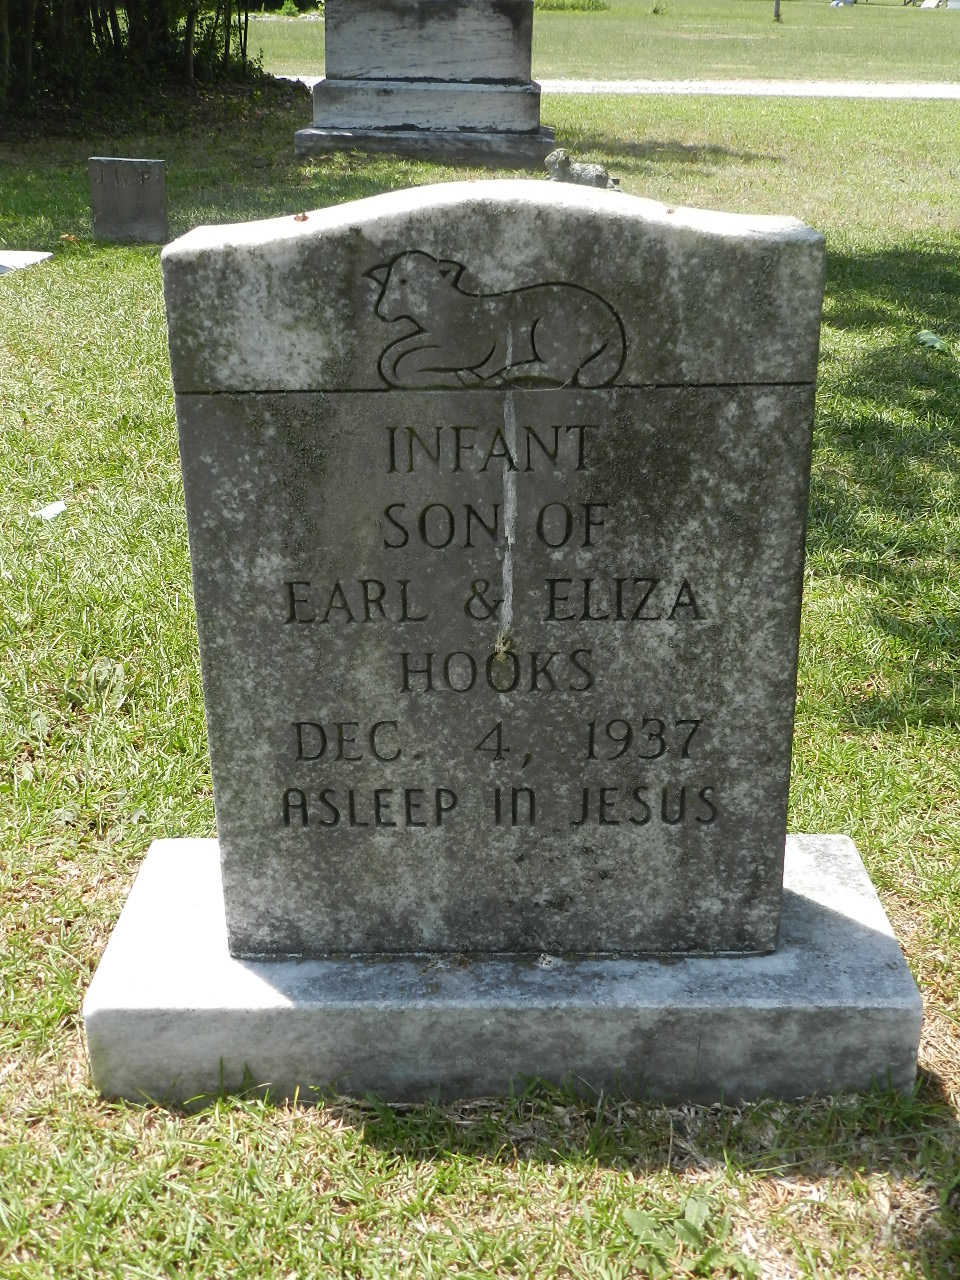 J.W.P.
INFANT
SON OF
EARL & ELIZA
HOOKS
DEC. 4, 1937
ASLEEP IN JESUS